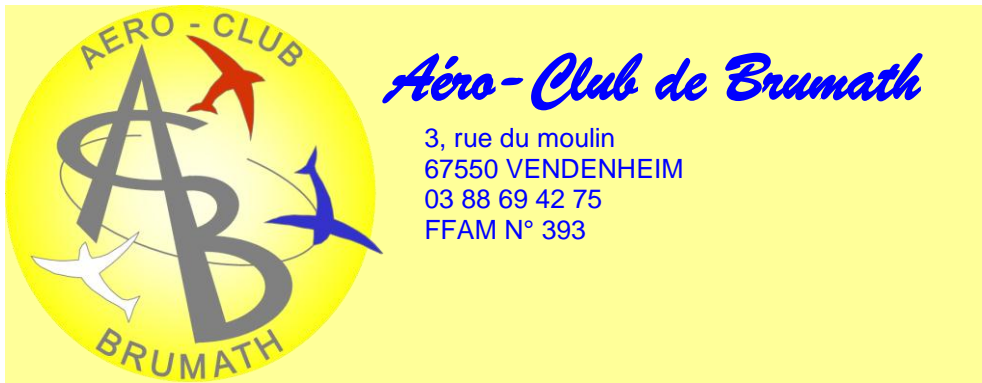 AERO - CLUB
ACB
BRUMATH
Aéro-Club de Brumath
3, rue du moulin
67550 VENDENHEIM
03 88 69 42 75
FFAM N° 393